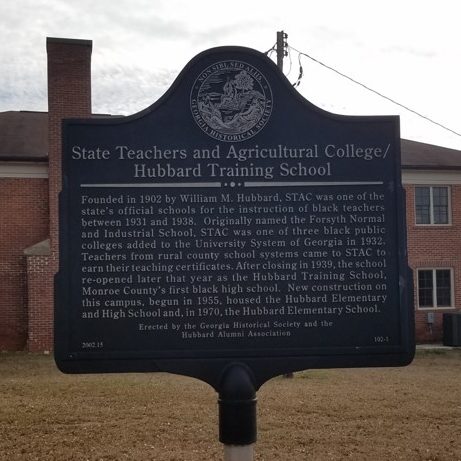 NON SIBI, SED ALIIS
GEORGIA HISTORICAL SOCIETY
State Teachers and Agricultural College/
Hubbard Training School
Founded in 1902 by William M. Hubbard, STAC was one of the
state's official schools for the instruction of black teachers
between 1931 and 1938. Originally named the Forsyth Normal
and Industrial School, STAC was one of three black public
colleges added to the University System of Georgia in 1932.
Teachers from rural county school systems came to STAC to
earn their teaching certificates. After closing in 1939, the school
re-opened later that year as the Hubbard Training School,
Monroe County's first black high school. New construction on
this campus, begun in 1955, housed the Hubbard Elementary
and High School and, in 1970, the Hubbard Elementary School.
Erected by the Georgia Historical Society and the
Hubbard Alumni Association
2002.15
102-1